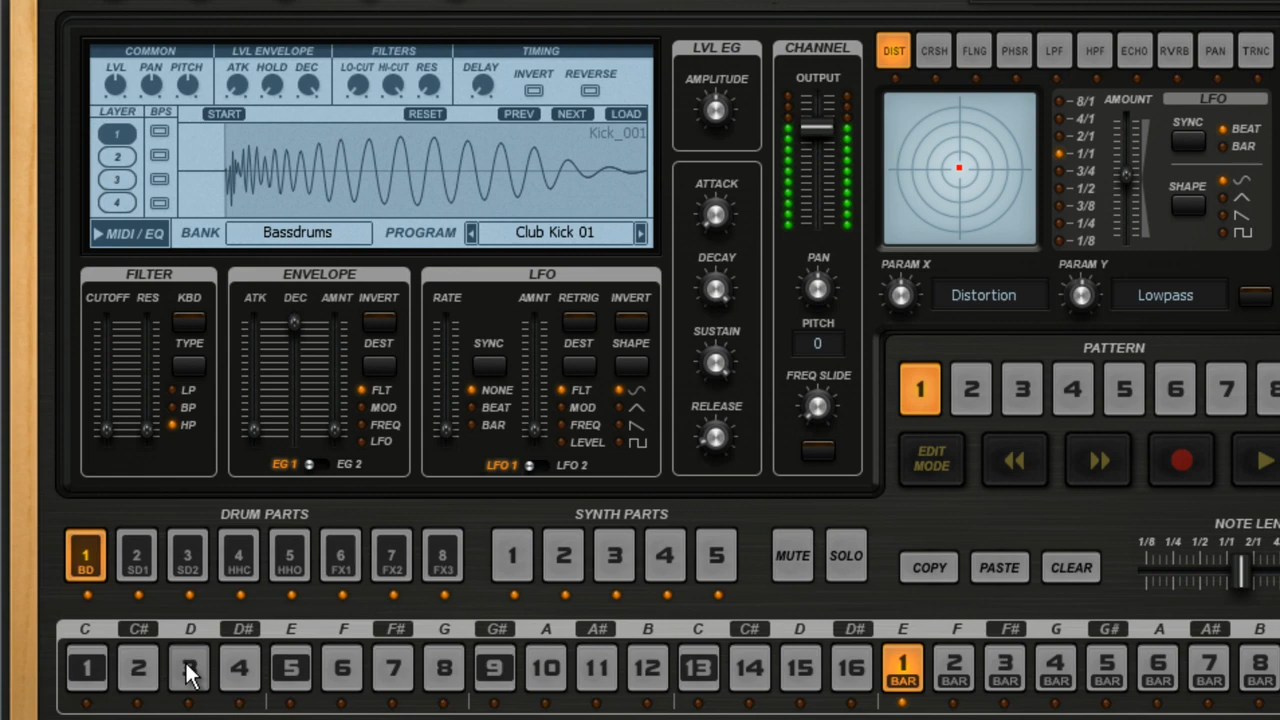 COMMON LVL ENVELOPE FILTERS TIMING
LVL PAN PITCH ATK HOLD DEC LO-CUT HI-CUT RES DELAY INVERT REVERSE
LAYER BPS START RESET PREV NEXT LOAD
Kick_001
1
2
3
4
MIDI / EQ BANK Bassdrums PROGRAM Club Kick 01
FILTER
CUTOFF RES KBD
TYPE
LP
BP
HP
ENVELOPE
ATK DEC AMNT INVERT
DEST
FLT
MOD
FREQ
LFO
EG 1 EG 2
LFO
RATE AMNT RETRIG INVERT
SYNC DEST SHAPE
NONE FLT
BEAT MOD
BAR FREQ
LEVEL
LFO 1 LFO 2
LVL EG
AMPLITUDE
ATTACK
DECAY
SUSTAIN
RELEASE
CHANNEL
OUTPUT
PAN
PITCH
0
FREQ SLIDE
DIST CRSH FLNG PHSR LPF HPF ECHO RVRB PAN TRNC
8/1
4/1
2/1
1/1
3/4
1/2
3/8
1/4
1/8
AMOUNT
LFO
SYNC BEAT
BAR
SHAPE
PARAM X Distortion PARAM Y Lowpass
PATTERN
1 2 3 4 5 6 7 8
EDIT
MODE
DRUM PARTS
1 BD
2 SD1
3 SD2
4 HHC
5 HHO
6 FX1
7 FX2
8 FX3
SYNTH PARTS
1 2 3 4 5
MUTE SOLO
COPY PASTE CLEAR
NOTE LEN
1/8 1/4 1/2 1/1 2/1 4
C C# D D# E F F# G G# A A# B C C# D D# E F F# G G# A A# B
1 2 3 4 5 6 7 8 9 10 11 12 13 14 15 16 1 2 3 4 5 6 7 8
BAR BAR BAR BAR BAR BAR BAR BAR